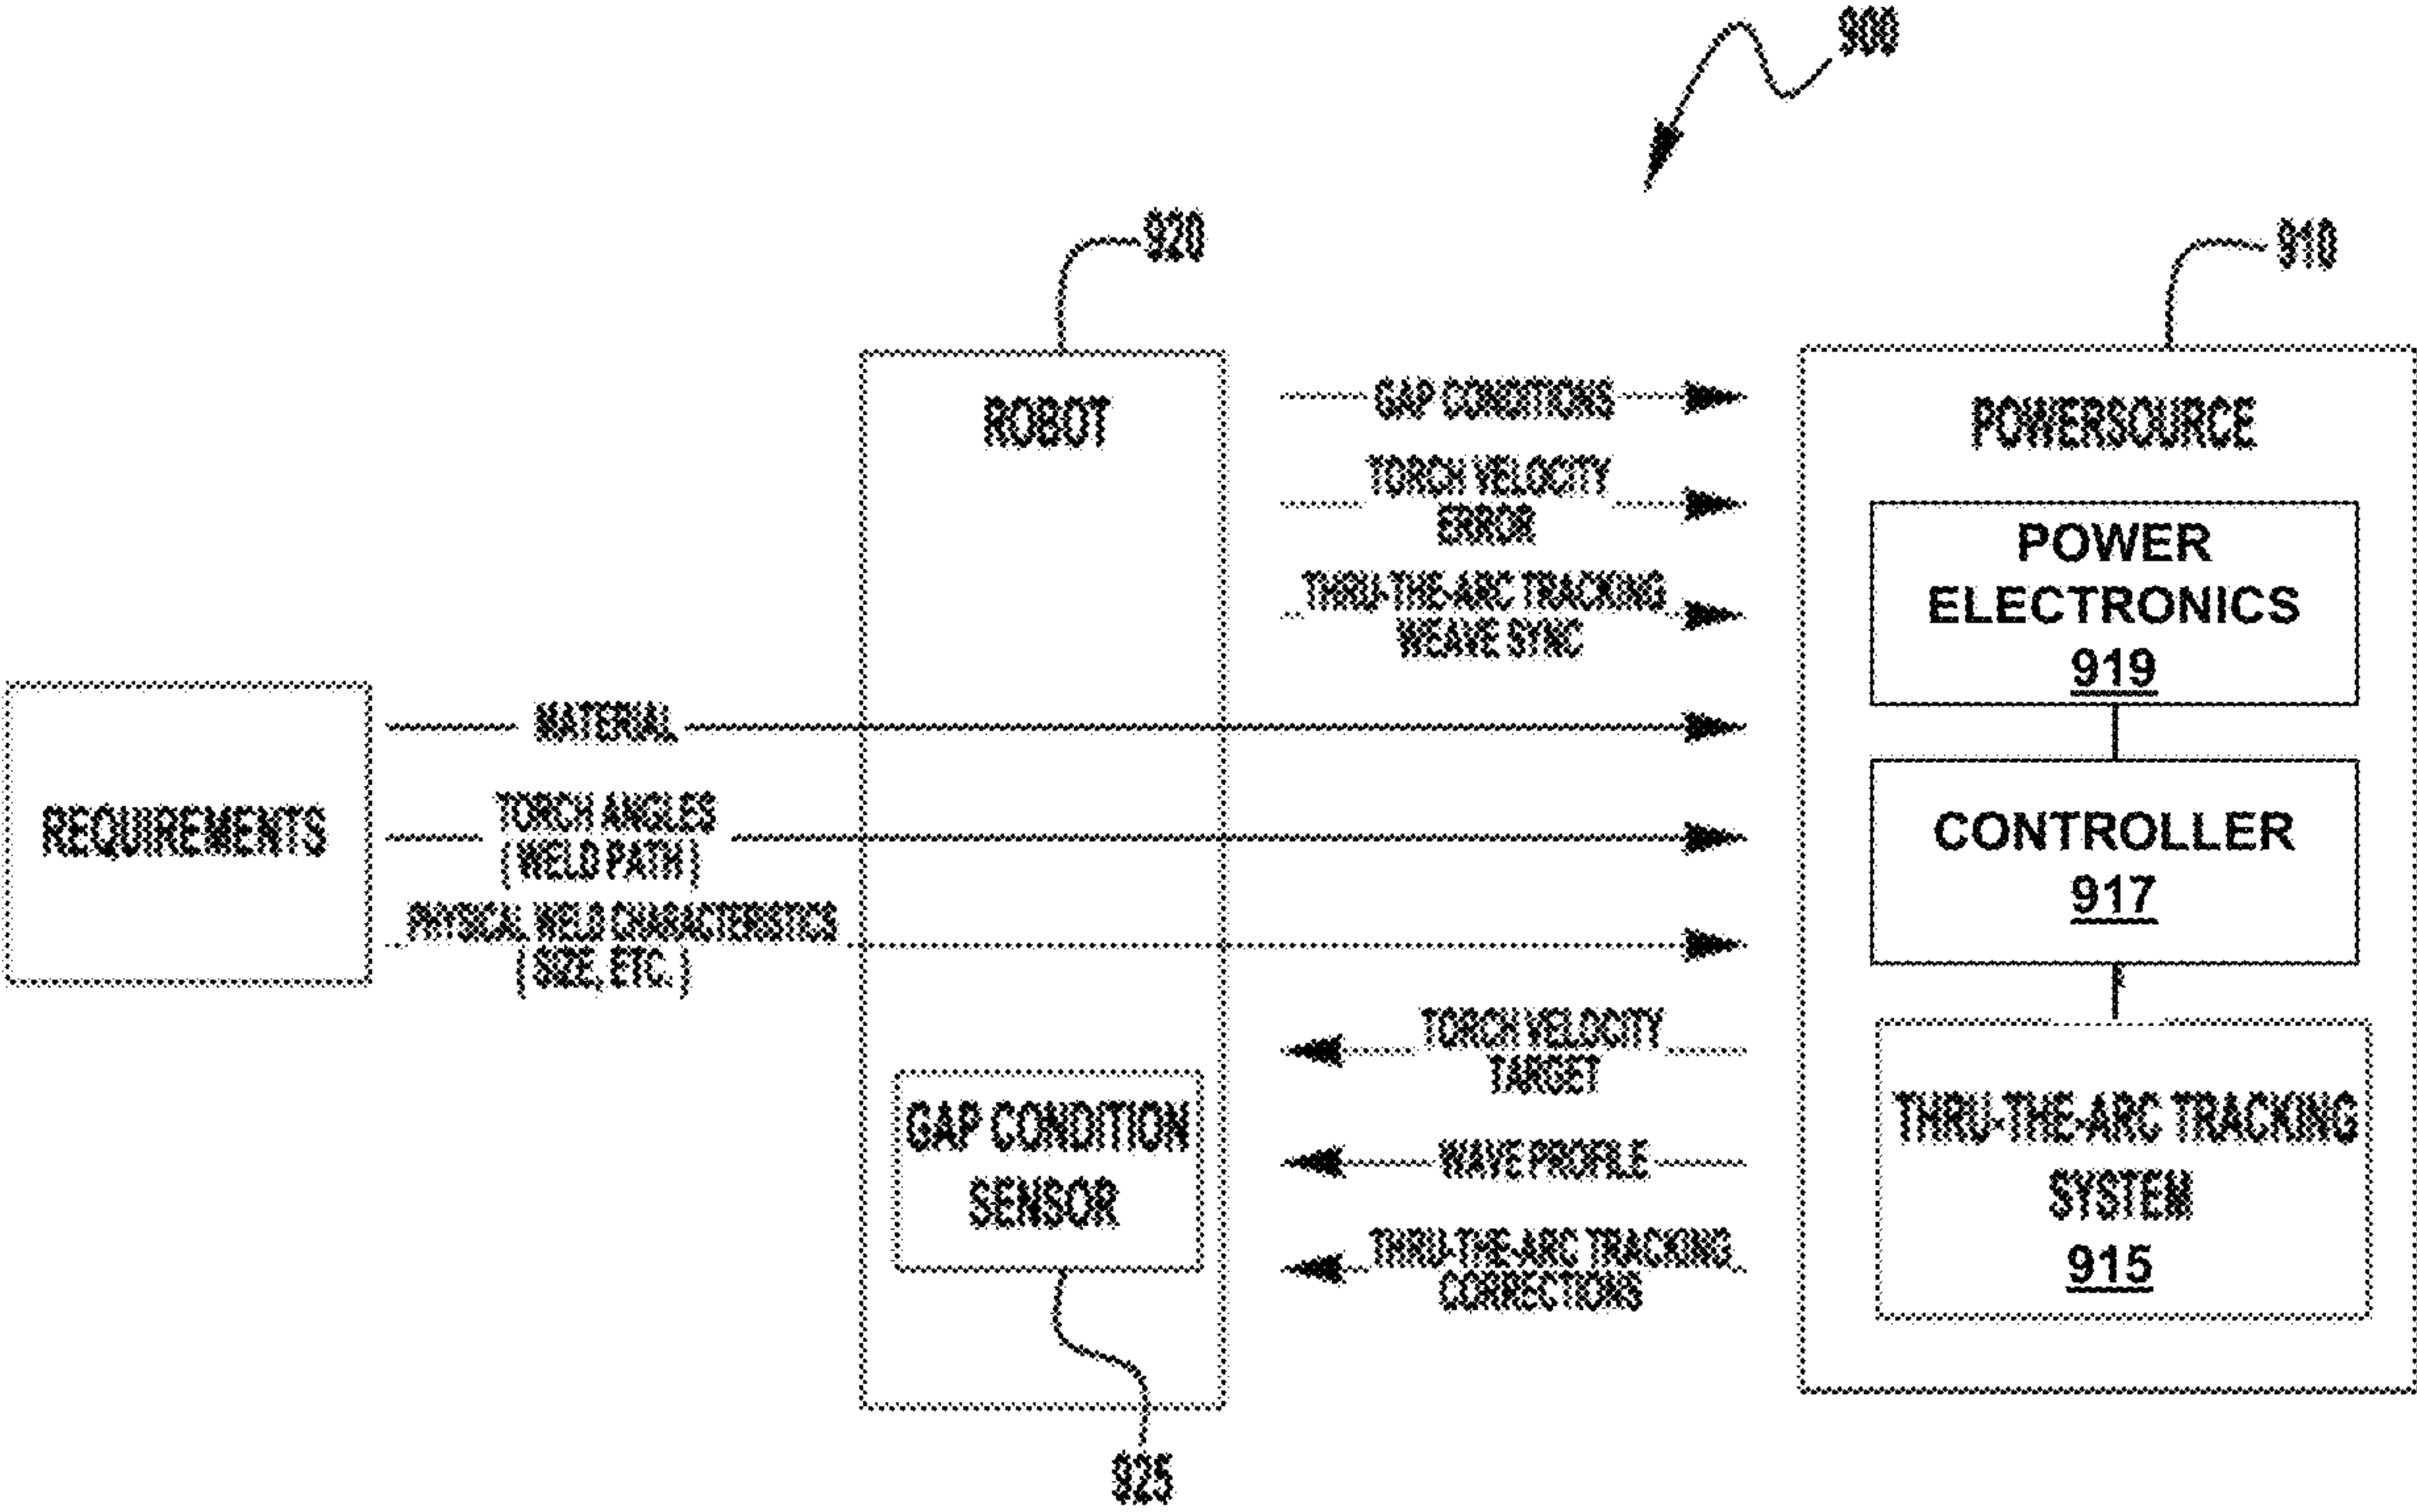 900
920
910
ROBOT
GAP CONDITIONS
POWERSOURCE
TORCH VELOCITY
ERROR
THRU-THE-ARC TRACKING
WEAVE SYNC
POWER
ELECTRONICS
919
MATERIAL
REQUIREMENTS
TORCH ANGLES
( WELD PATH )
CONTROLLER
917
PHYSICAL WELD CHARACTERISTICS
( SIZE, ETC. )
TORCH VELOCITY
TARGET
GAP CONDITION
SENSOR
WAVE PROFILE
THRU-THE-ARC TRACKING
CORRECTIONS
THRU-THE-ARC TRACKING
SYSTEM
915
925